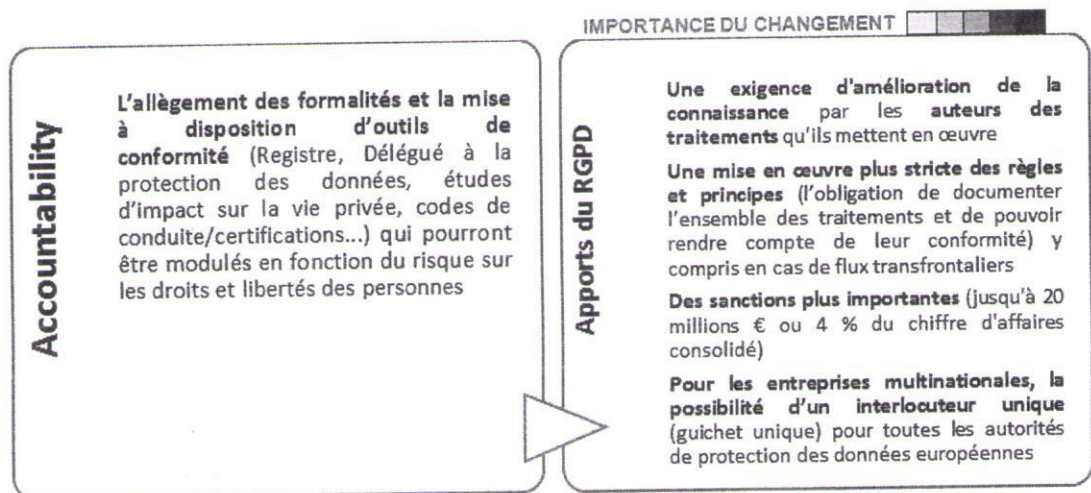 IMPORTANCE DU CHANGEMENT
Accountability
L'allègement des formalités et la mise
à disposition d'outils de
conformité (Registre, Délégué à la
protection des données, études
d'impact sur la vie privée, codes de
conduite/certifications...) qui pourront
être modulés en fonction du risque sur
les droits et libertés des personnes
Apports du RGPD
Une exigence d'amélioration de la
connaissance par les auteurs des
traitements qu'ils mettent en œuvre
Une mise en œuvre plus stricte des règles
et principes (l'obligation de documenter
l'ensemble des traitements et de pouvoir
rendre compte de leur conformité) y
compris en cas de flux transfrontaliers
Des sanctions plus importantes (jusqu'à 20
millions € ou 4 % du chiffre d'affaires
consolidé)
Pour les entreprises multinationales, la
possibilité d'un interlocuteur unique
(guichet unique) pour toutes les autorités
de protection des données européennes